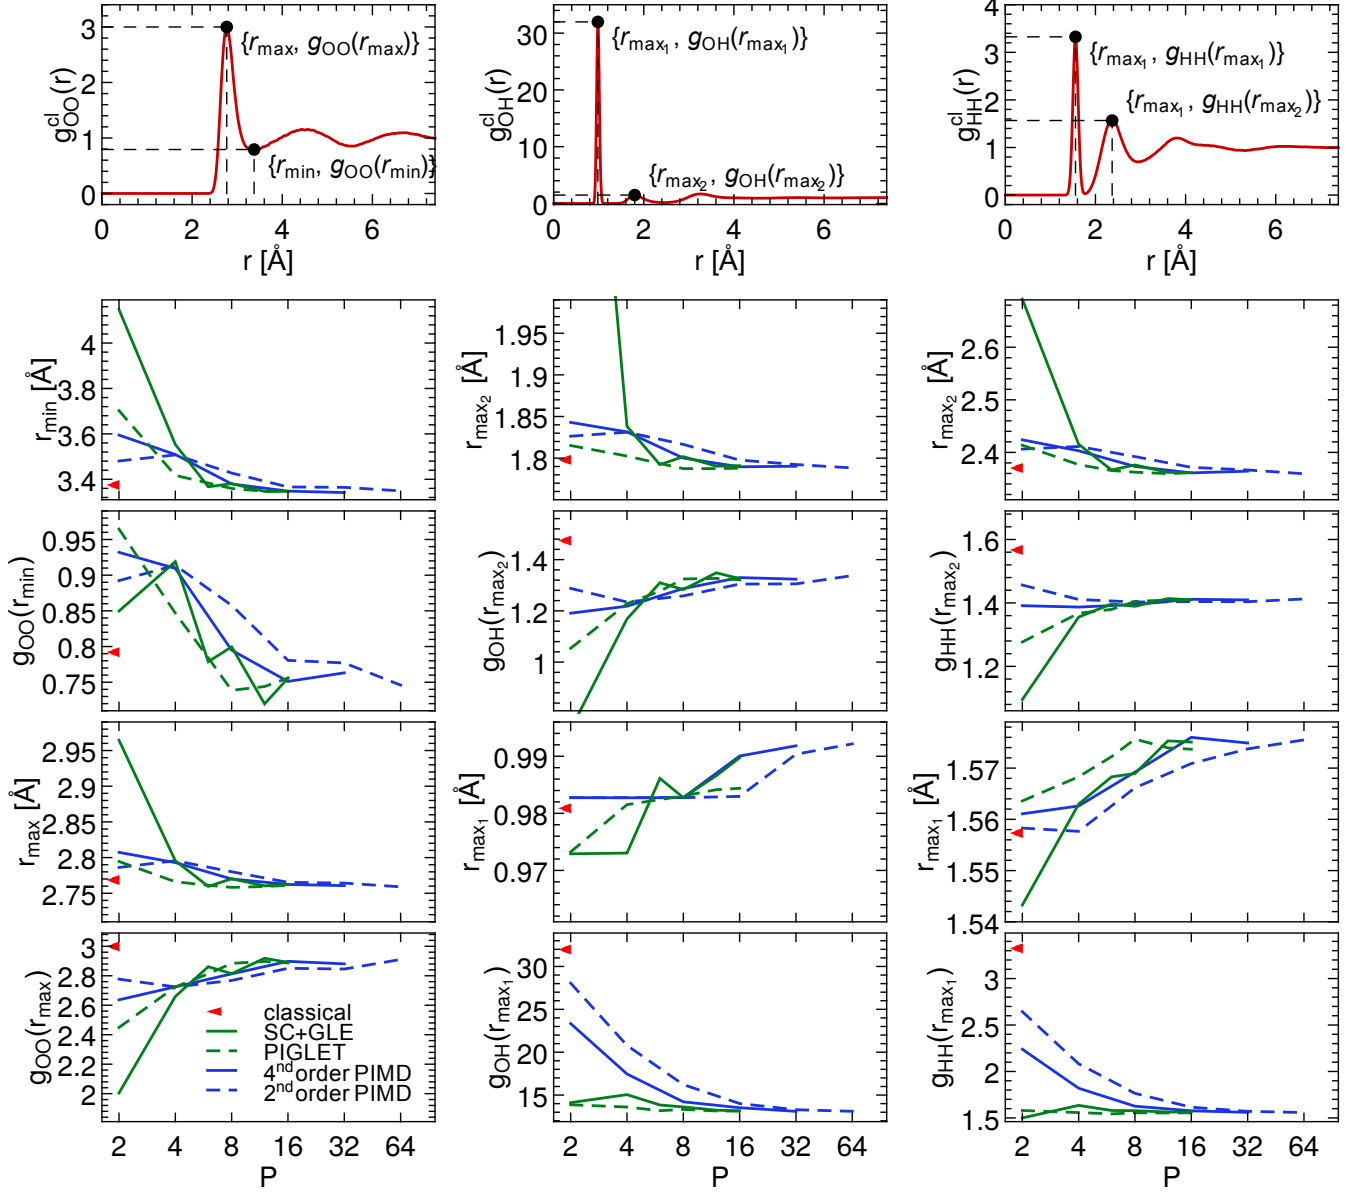 g^cl_OO(r)
3
2
1
0
{r_max, g_OO(r_max)}
{r_min, g_OO(r_min)}
0 2 4 6
r [Å]
g^cl_OH(r)
30
20
10
0
{r_max1, g_OH(r_max1)}
{r_max2, g_OH(r_max2)}
0 2 4 6
r [Å]
g^cl_HH(r)
4
3
2
1
0
{r_max1, g_HH(r_max1)}
{r_max1, g_HH(r_max2)}
0 2 4 6
r [Å]
r_min [Å]
4
3.8
3.6
3.4
r_max2 [Å]
1.95
1.9
1.85
1.8
r_max2 [Å]
2.6
2.5
2.4
g_OO(r_min)
0.95
0.9
0.85
0.8
0.75
g_OH(r_max2)
1.4
1.2
1
g_HH(r_max2)
1.6
1.4
1.2
r_max [Å]
2.95
2.9
2.85
2.8
2.75
r_max1 [Å]
0.99
0.98
0.97
r_max1 [Å]
1.57
1.56
1.55
1.54
g_OO(r_max)
3
2.8
2.6
2.4
2.2
2
classical
SC+GLE
PIGLET
4^nd order PIMD
2^nd order PIMD
2 4 8 16 32 64
P
g_OH(r_max1)
30
25
20
15
2 4 8 16 32 64
P
g_HH(r_max1)
3.5
3
2.5
2
1.5
2 4 8 16 32 64
P